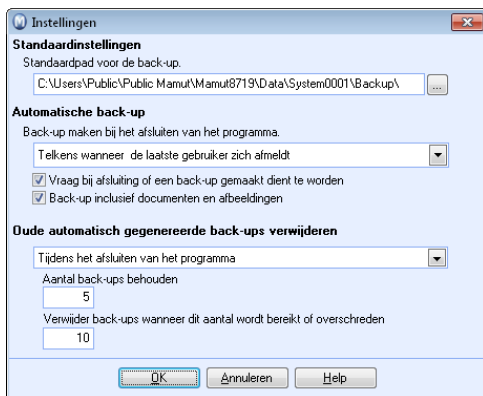 Instellingen
Standaardinstellingen
Standaardpad voor de back-up.
C:\Users\Public\Public Mamut\Mamut8719\Data\System0001\Backup\
...
Automatische back-up
Back-up maken bij het afsluiten van het programma.
Telkens wanneer de laatste gebruiker zich afmeldt
Vraag bij afsluiting of een back-up gemaakt dient te worden
Back-up inclusief documenten en afbeeldingen
Oude automatisch gegenereerde back-ups verwijderen
Tijdens het afsluiten van het programma
Aantal back-ups behouden
5
Verwijder back-ups wanneer dit aantal wordt bereikt of overschreden
10
OK Annuleren Help